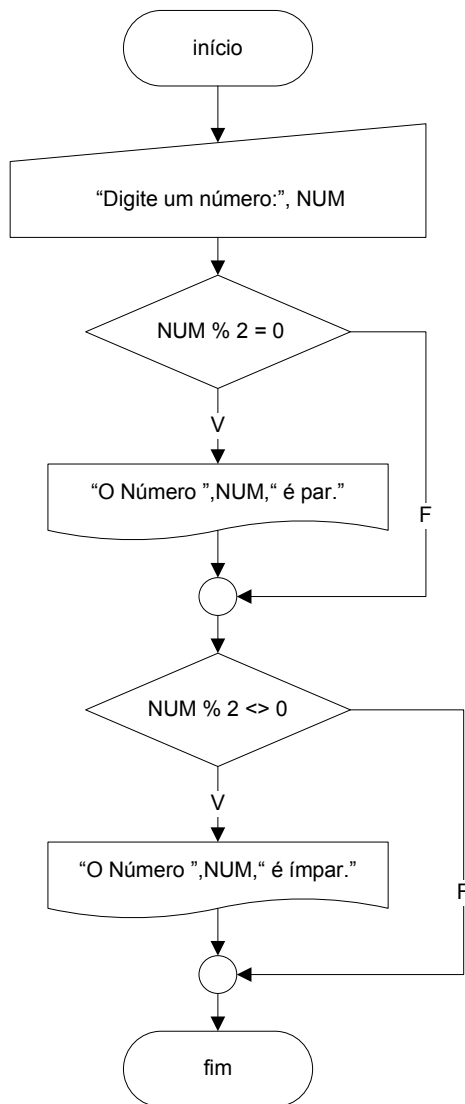 início
“Digite um número:”, NUM
NUM % 2 = 0
V
“O Número ”,NUM,“ é par.”
F
NUM % 2 <> 0
V
“O Número ”,NUM,“ é ímpar.”
F
fim